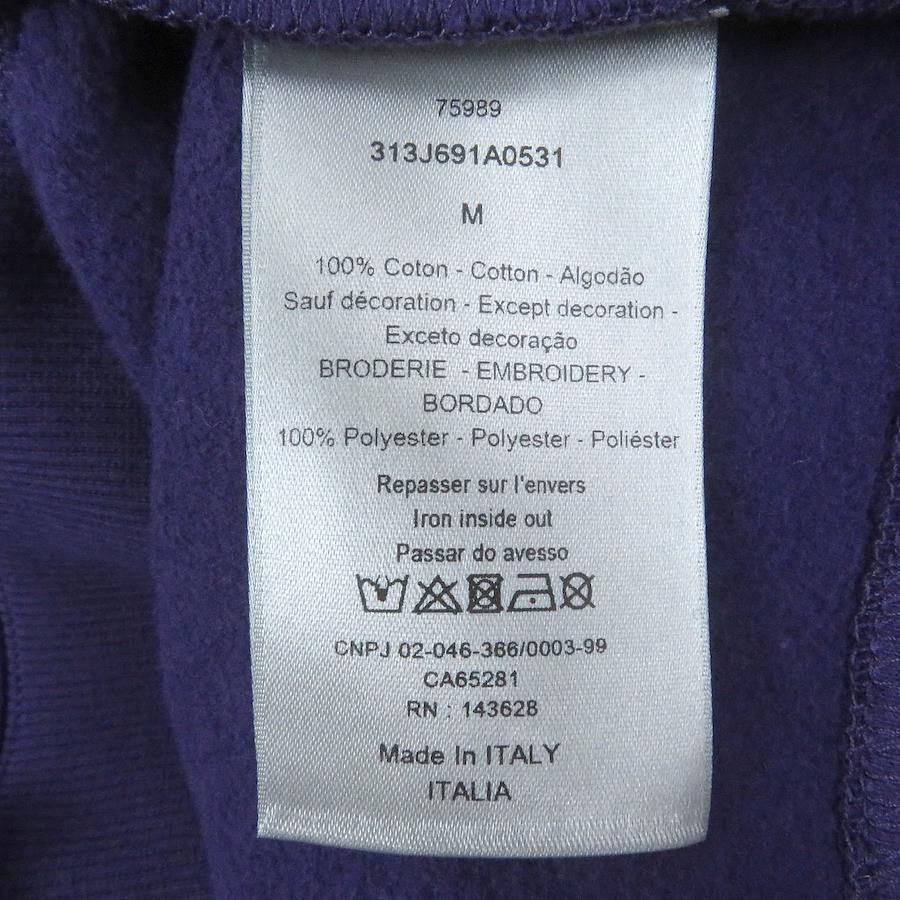 75989
313J691A0531
M
100% Coton - Cotton - Algodão
Sauf décoration - Except decoration -
Exceto decoração
BRODERIE - EMBROIDERY -
BORDADO
100% Polyester - Polyester - Poliéster
Repasser sur l'envers
Iron inside out
Passar do avesso
CNPJ 02-046-366/0003-99
CA65281
RN : 143628
Made In ITALY
ITALIA